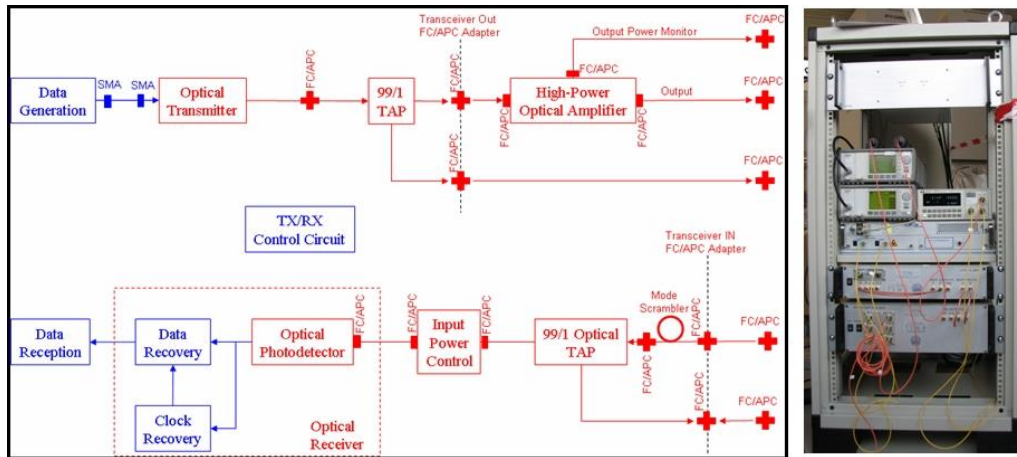 Transceiver Out
FC/APC Adapter
FC/APC
Output Power Monitor
FC/APC
FC/APC
FC/APC
SMA
SMA
Data
Generation
Optical
Transmitter
99/1
TAP
High-Power
Optical Amplifier
Output
FC/APC
FC/APC
FC/APC
FC/APC
FC/APC
TX/RX
Control Circuit
Transceiver IN
FC/APC Adapter
Mode
Scrambler
FC/APC
FC/APC
FC/APC
FC/APC
FC/APC
Data
Reception
Data
Recovery
Optical
Photodetector
Input
Power
Control
99/1 Optical
TAP
FC/APC
FC/APC
FC/APC
Clock
Recovery
Optical
Receiver